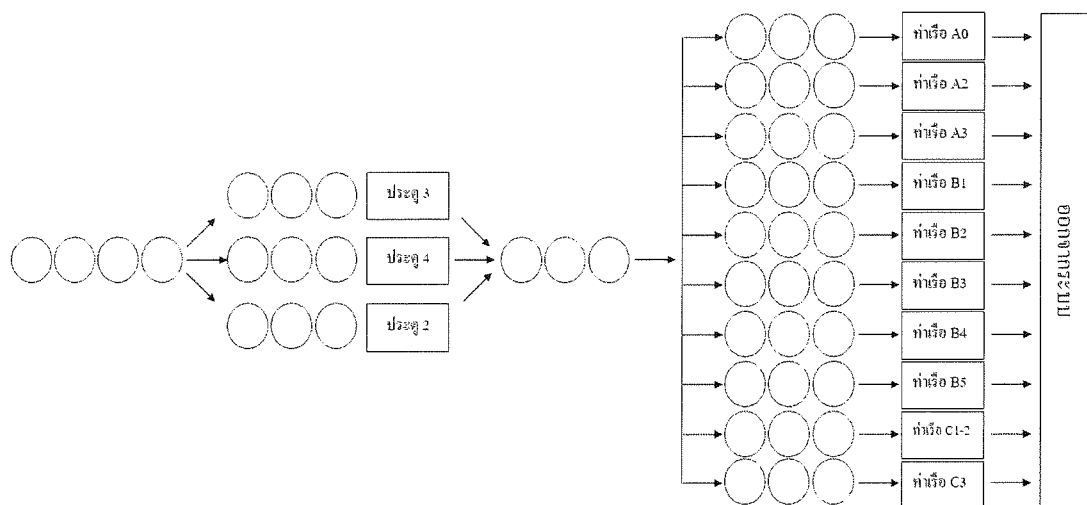 ประตู 3
ประตู 4
ประตู 2
ท่าเรือ A0
ท่าเรือ A2
ท่าเรือ A3
ท่าเรือ B1
ท่าเรือ B2
ท่าเรือ B3
ท่าเรือ B4
ท่าเรือ B5
ท่าเรือ C1-2
ท่าเรือ C3
ออกจากระบบ